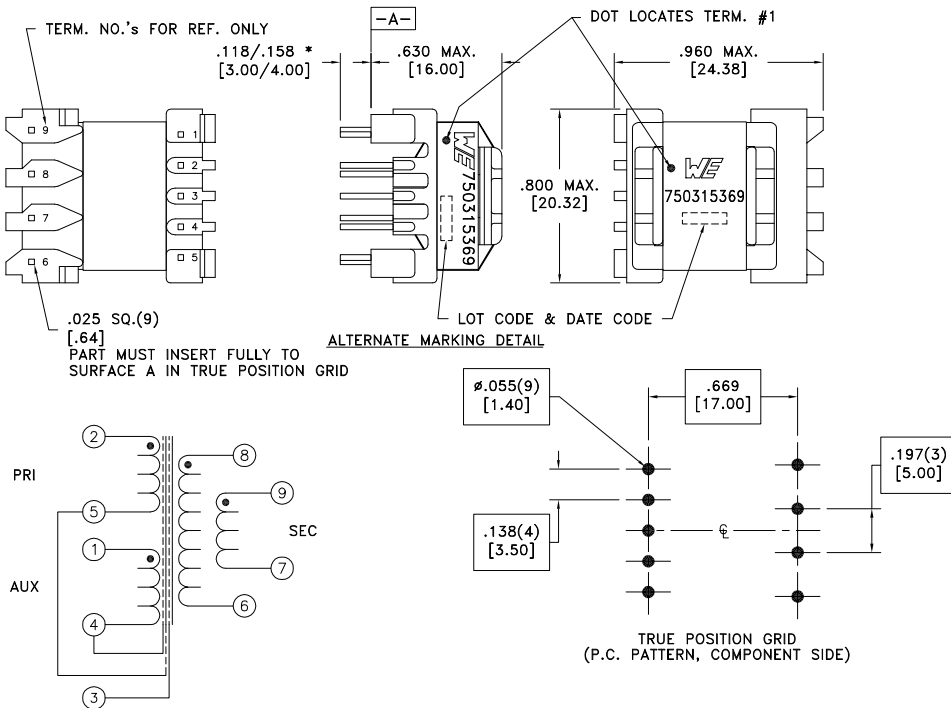 TERM. NO.'s FOR REF. ONLY
-A-
DOT LOCATES TERM. #1
.118/.158 *
[3.00/4.00]
.630 MAX.
[16.00]
.960 MAX.
[24.38]
9
8
7
6
1
2
3
4
5
WE 750315369
.800 MAX.
[20.32]
WE
750315369
.025 SQ.(9)
[.64]
PART MUST INSERT FULLY TO
SURFACE A IN TRUE POSITION GRID
LOT CODE & DATE CODE
ALTERNATE MARKING DETAIL
ø.055(9)
[1.40]
.669
[17.00]
.197(3)
[5.00]
.138(4)
[3.50]
℄
TRUE POSITION GRID
(P.C. PATTERN, COMPONENT SIDE)
2
PRI
5
1
AUX
4
3
8
9
SEC
7
6